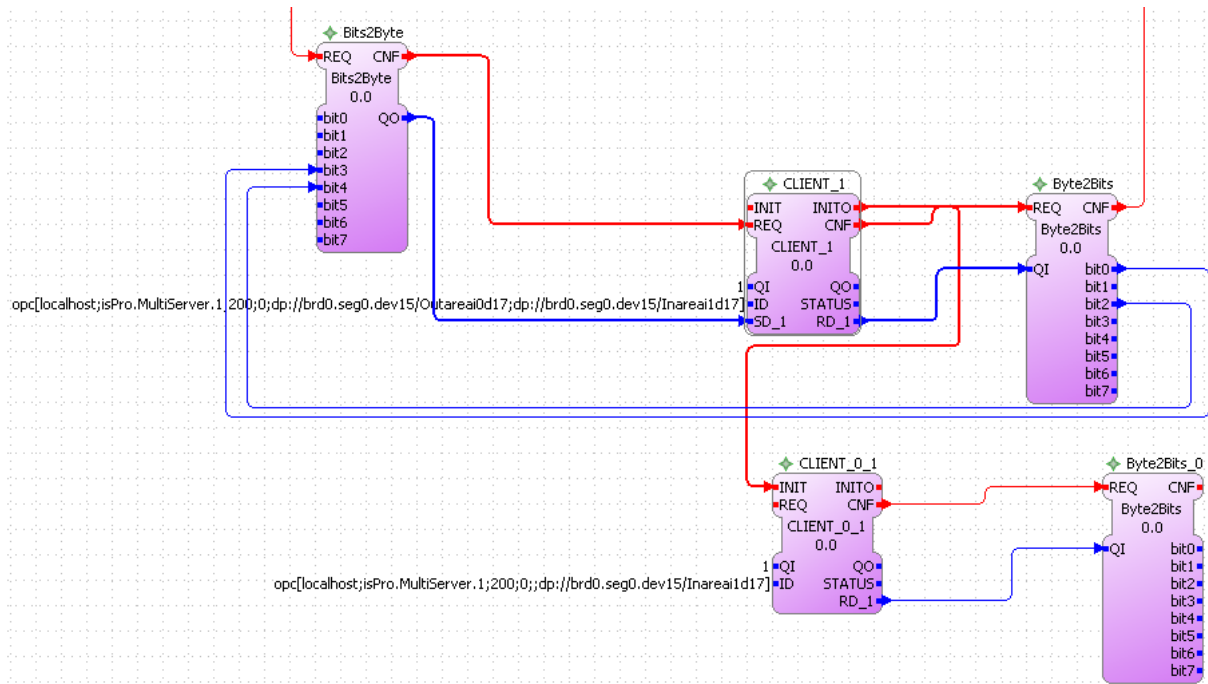 Bits2Byte
REQ CNF
Bits2Byte
0.0
bit0 QO
bit1
bit2
bit3
bit4
bit5
bit6
bit7
CLIENT_1
INIT INITO
REQ CNF
CLIENT_1
0.0
1 QI QO
opc[localhost;isPro.MultiServer.1;200;0;dp://brd0.seg0.dev15/Outareai0d17;dp://brd0.seg0.dev15/Inareai1d17] ID STATUS
SD_1 RD_1
Byte2Bits
REQ CNF
Byte2Bits
0.0
QI bit0
bit1
bit2
bit3
bit4
bit5
bit6
bit7
CLIENT_0_1
INIT INITO
REQ CNF
CLIENT_0_1
0.0
1 QI QO
opc[localhost;isPro.MultiServer.1;200;0;;dp://brd0.seg0.dev15/Inareai1d17] ID STATUS
RD_1
Byte2Bits_0
REQ CNF
Byte2Bits
0.0
QI bit0
bit1
bit2
bit3
bit4
bit5
bit6
bit7